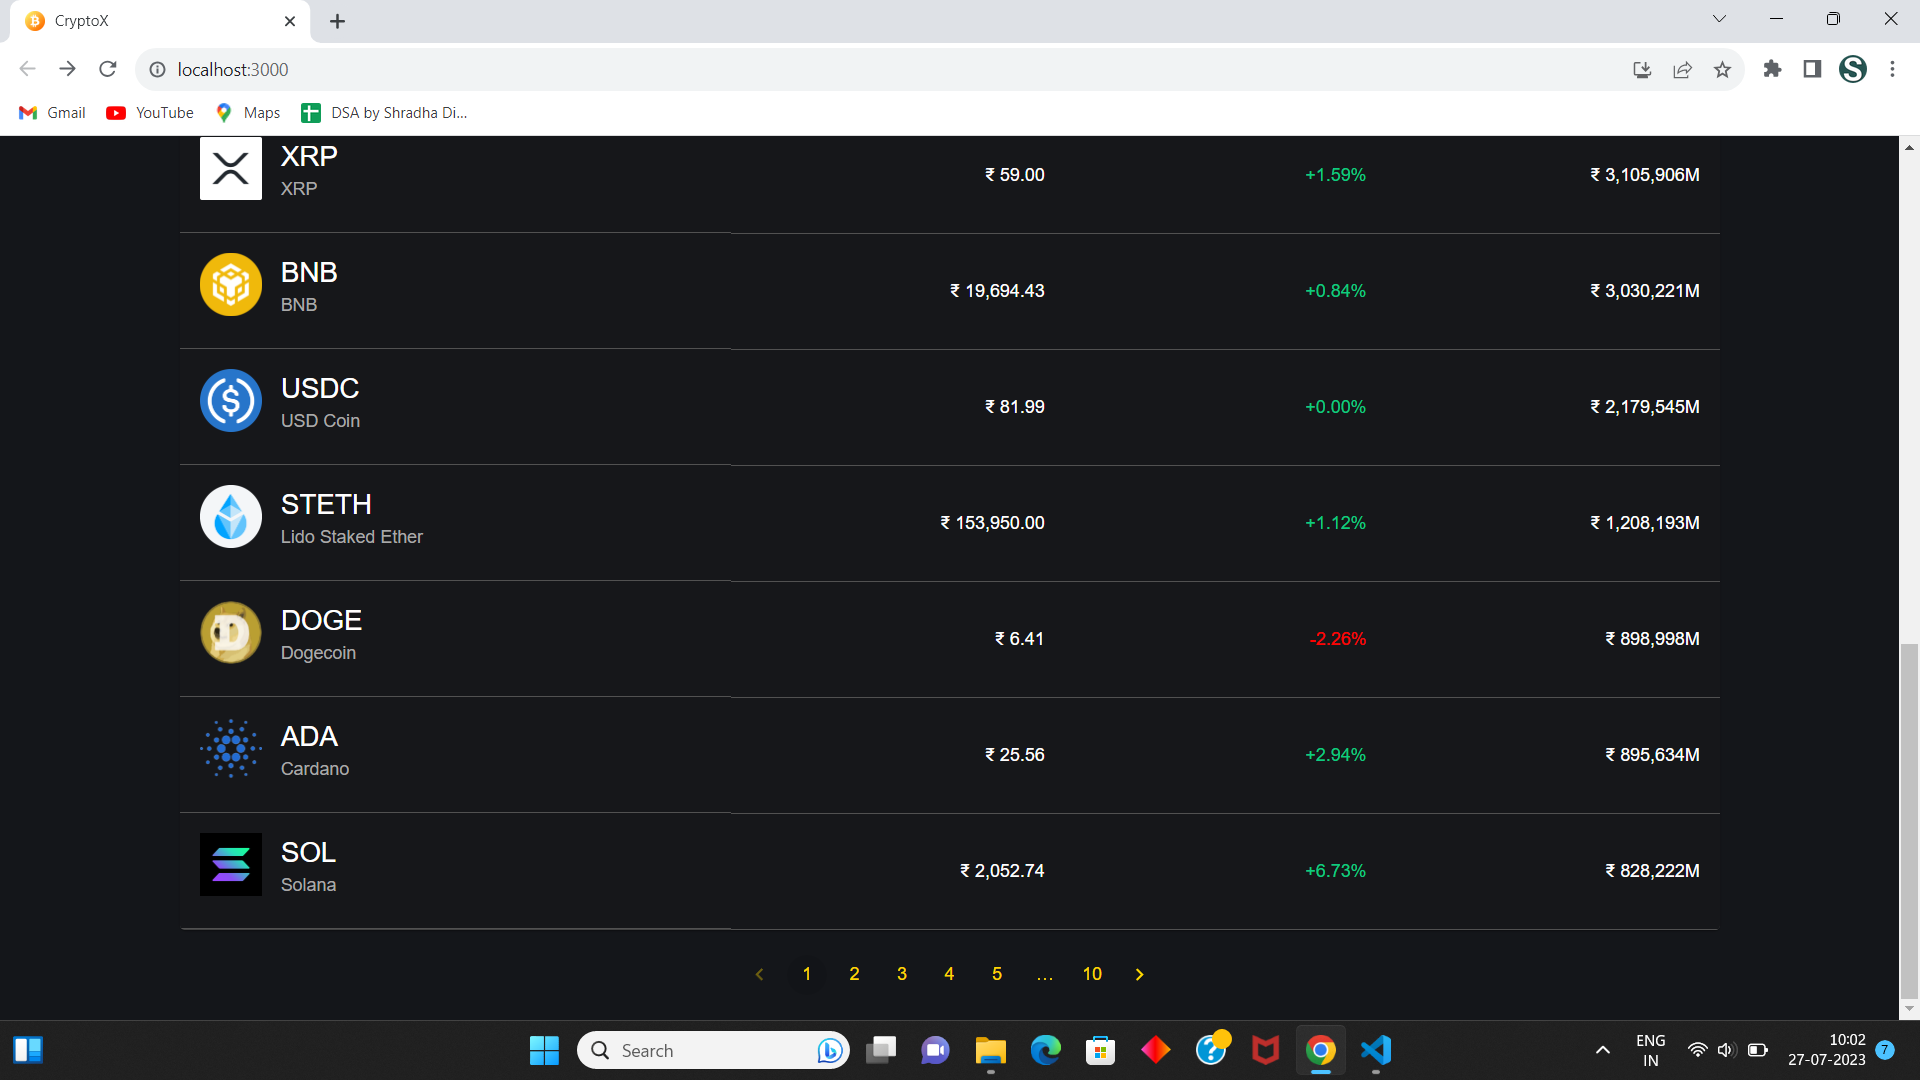 CryptoX
localhost:3000
Gmail YouTube Maps DSA by Shradha Di...
XRP
XRP
₹ 59.00 +1.59% ₹ 3,105,906M
BNB
BNB
₹ 19,694.43 +0.84% ₹ 3,030,221M
USDC
USD Coin
₹ 81.99 +0.00% ₹ 2,179,545M
STETH
Lido Staked Ether
₹ 153,950.00 +1.12% ₹ 1,208,193M
DOGE
Dogecoin
₹ 6.41 -2.26% ₹ 898,998M
ADA
Cardano
₹ 25.56 +2.94% ₹ 895,634M
SOL
Solana
₹ 2,052.74 +6.73% ₹ 828,222M
1 2 3 4 5 ... 10
Search
ENG
IN
10:02
27-07-2023
7